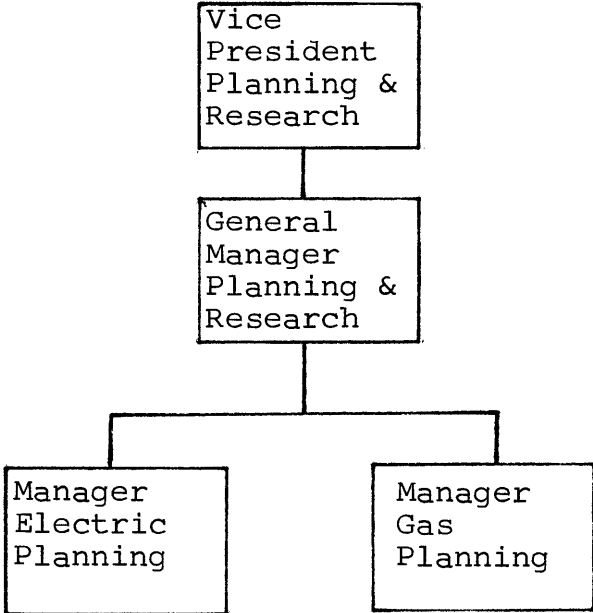 Vice
President
Planning &
Research
General
Manager
Planning &
Research
Manager
Electric
Planning
Manager
Gas
Planning